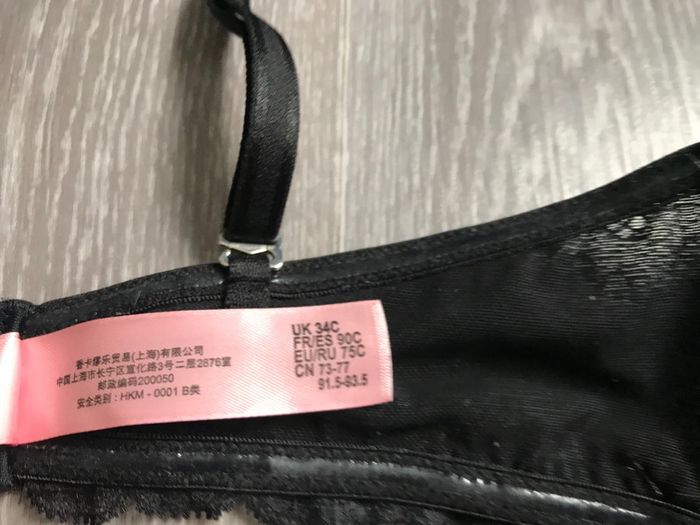 香卡缪乐贸易(上海)有限公司
中国上海市长宁区宣化路3号二层2676室
邮政编码200050
安全类别: HKM - 0001 B类
UK 34C
FR/ES 90C
EU/RU 75C
CN 73-77
91.5-93.5